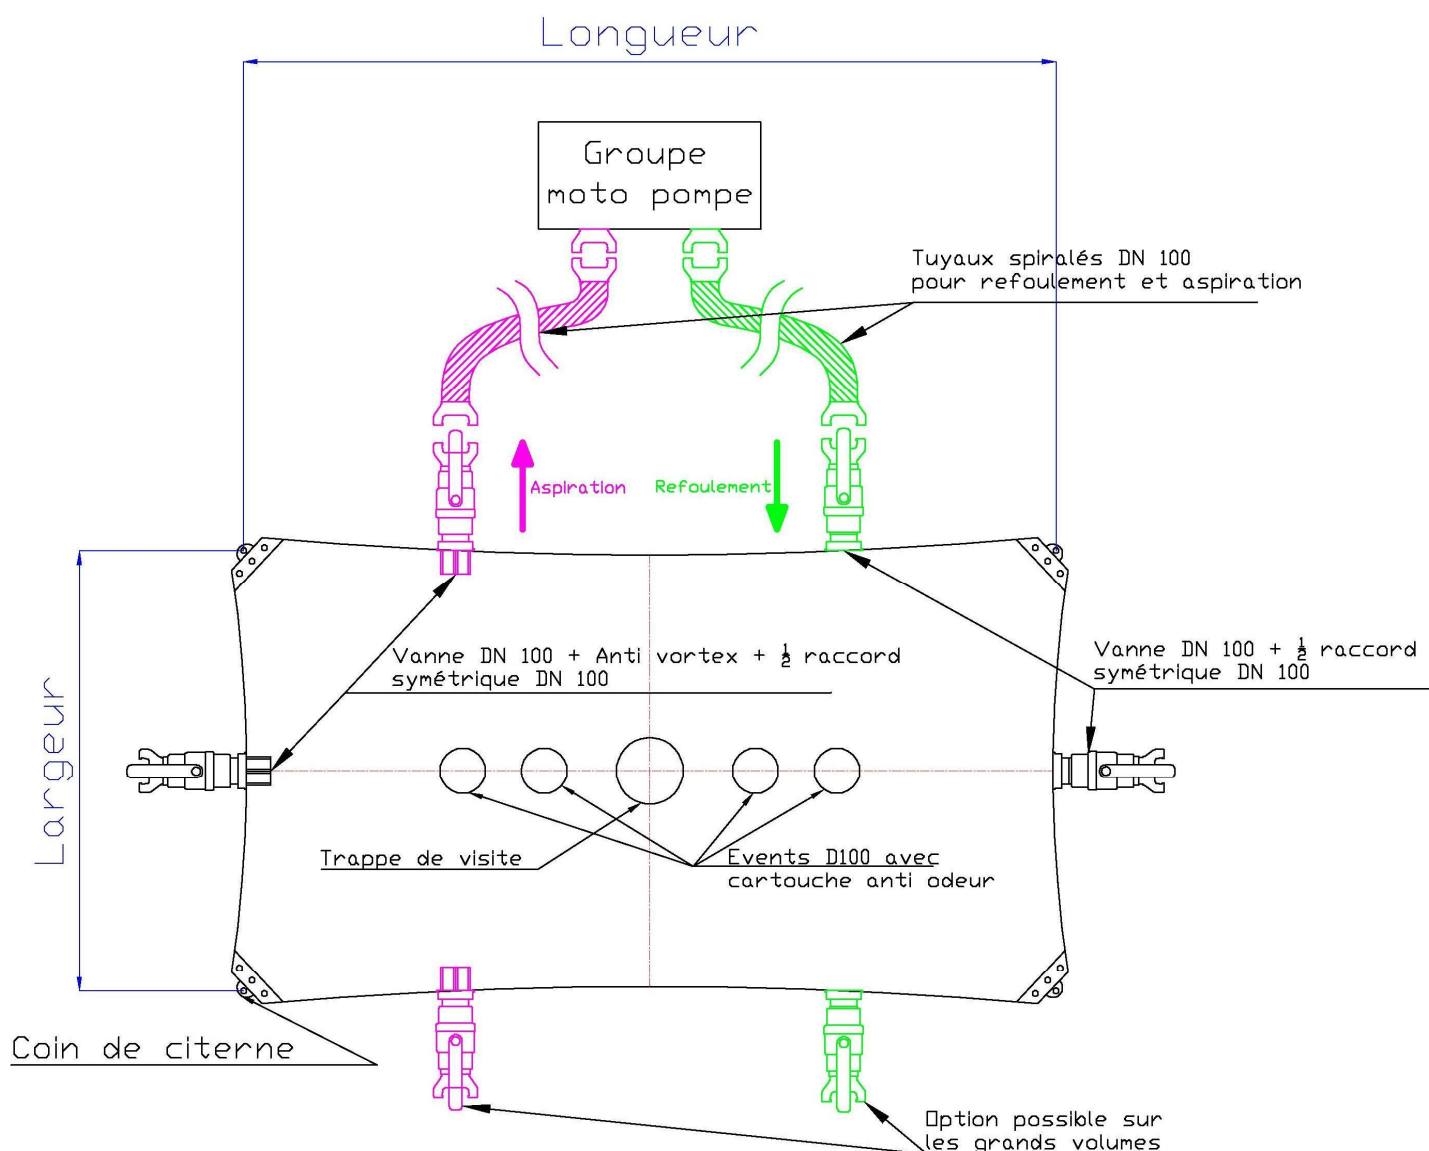 Longueur
Groupe
moto pompe
Tuyaux spiralés DN 100
pour refoulement et aspiration
Aspiration
Refoulement
Vanne DN 100 + Anti vortex + ½ raccord
symétrique DN 100
Vanne DN 100 + ½ raccord
symétrique DN 100
Largeur
Trappe de visite
Events D100 avec
cartouche anti odeur
Coin de citerne
Option possible sur
les grands volumes